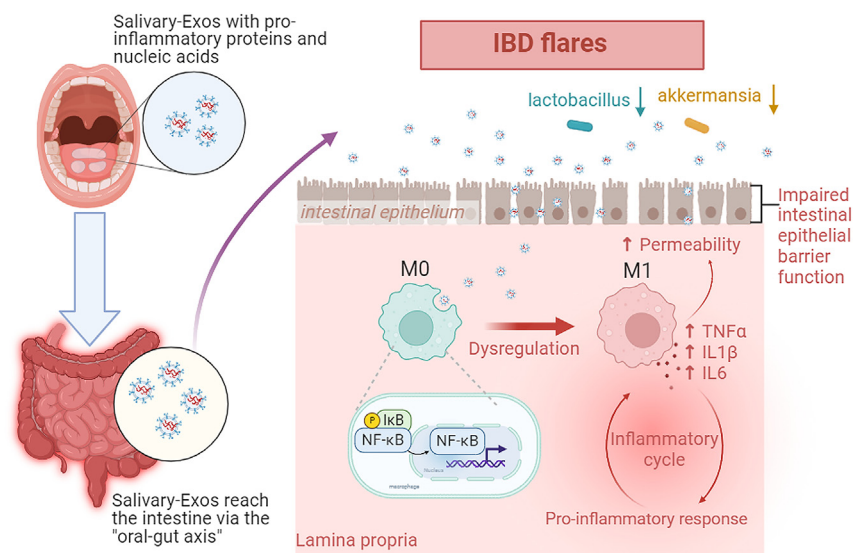 Salivary-Exos with pro-
inflammatory proteins and
nucleic acids
IBD flares
lactobacillus
akkermansia
intestinal epithelium
Impaired
intestinal
epithelial
barrier
function
↑ Permeability
M0
M1
Dysregulation
↑ TNFα
↑ IL1β
↑ IL6
P
IκB
NF-κB
NF-κB
Nucleus
macrophage
Inflammatory
cycle
Pro-inflammatory response
Salivary-Exos reach
the intestine via the
"oral-gut axis"
Lamina propria